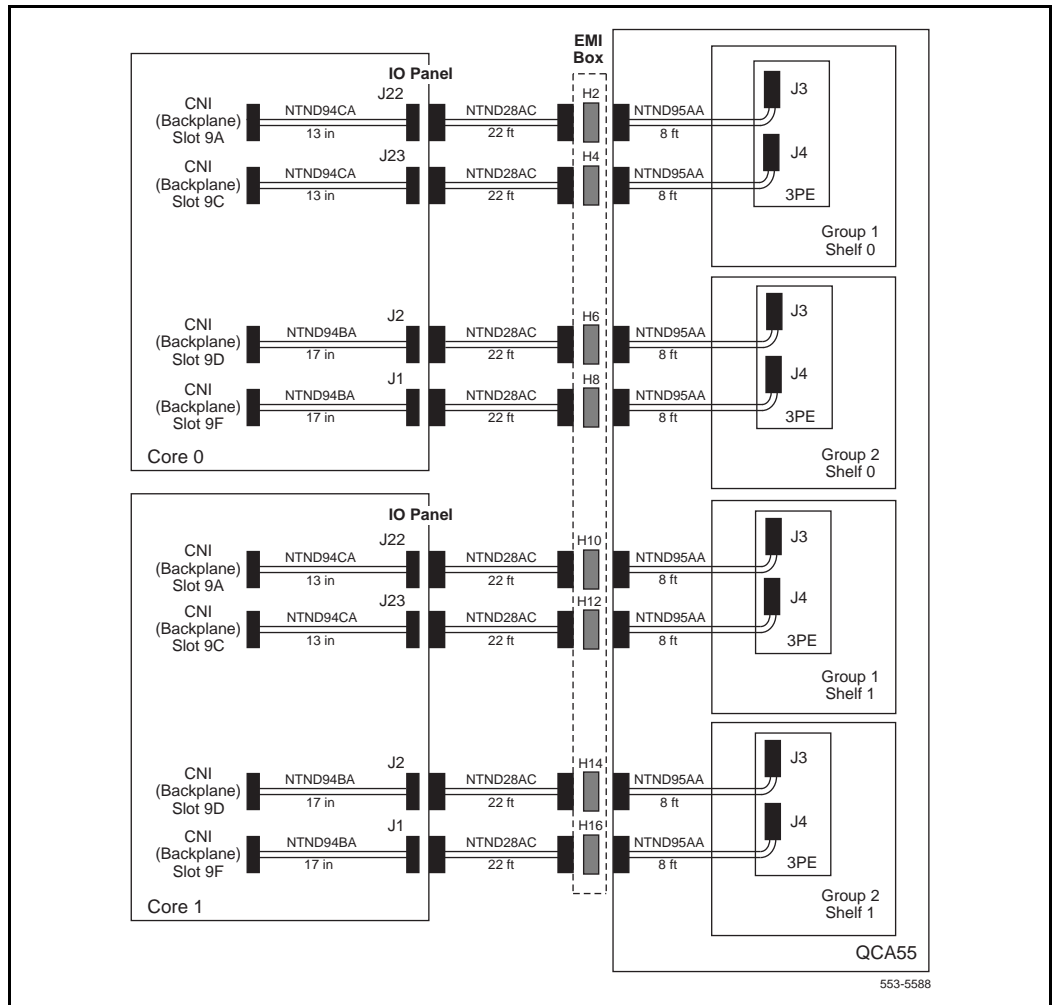 EMI
Box
IO Panel
J22
CNI
(Backplane)
Slot 9A
NTND94CA
13 in
NTND28AC
22 ft
H2
NTND95AA
8 ft
J3
J23
CNI
(Backplane)
Slot 9C
NTND94CA
13 in
NTND28AC
22 ft
H4
NTND95AA
8 ft
J4
3PE
Group 1
Shelf 0
J2
CNI
(Backplane)
Slot 9D
NTND94BA
17 in
NTND28AC
22 ft
H6
NTND95AA
8 ft
J3
J1
CNI
(Backplane)
Slot 9F
NTND94BA
17 in
NTND28AC
22 ft
H8
NTND95AA
8 ft
J4
3PE
Group 2
Shelf 0
Core 0
IO Panel
J22
CNI
(Backplane)
Slot 9A
NTND94CA
13 in
NTND28AC
22 ft
H10
NTND95AA
8 ft
J3
J23
CNI
(Backplane)
Slot 9C
NTND94CA
13 in
NTND28AC
22 ft
H12
NTND95AA
8 ft
J4
3PE
Group 1
Shelf 1
J2
CNI
(Backplane)
Slot 9D
NTND94BA
17 in
NTND28AC
22 ft
H14
NTND95AA
8 ft
J3
J1
CNI
(Backplane)
Slot 9F
NTND94BA
17 in
NTND28AC
22 ft
H16
NTND95AA
8 ft
J4
3PE
Group 2
Shelf 1
Core 1
QCA55
553-5588